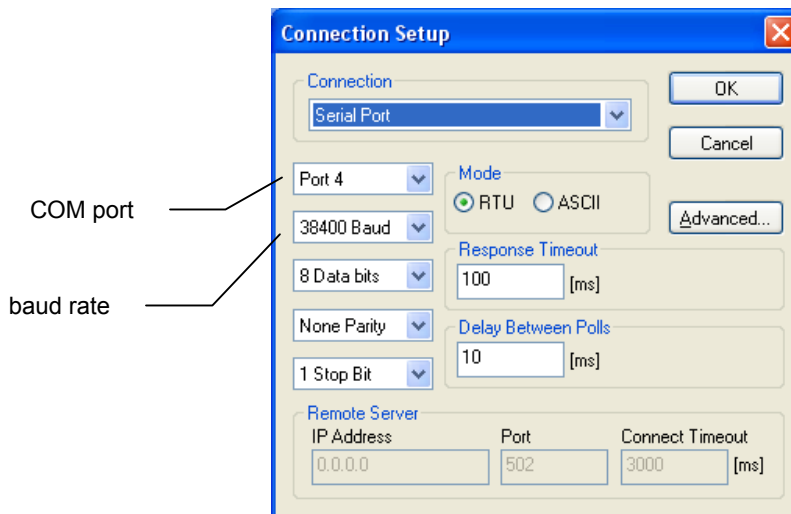 Connection Setup
Connection
Serial Port
OK
Cancel
Advanced...
COM port
Port 4
baud rate
38400 Baud
8 Data bits
None Parity
1 Stop Bit
Mode
RTU
ASCII
Response Timeout
100 [ms]
Delay Between Polls
10 [ms]
Remote Server
IP Address Port Connect Timeout
0.0.0.0 502 3000 [ms]